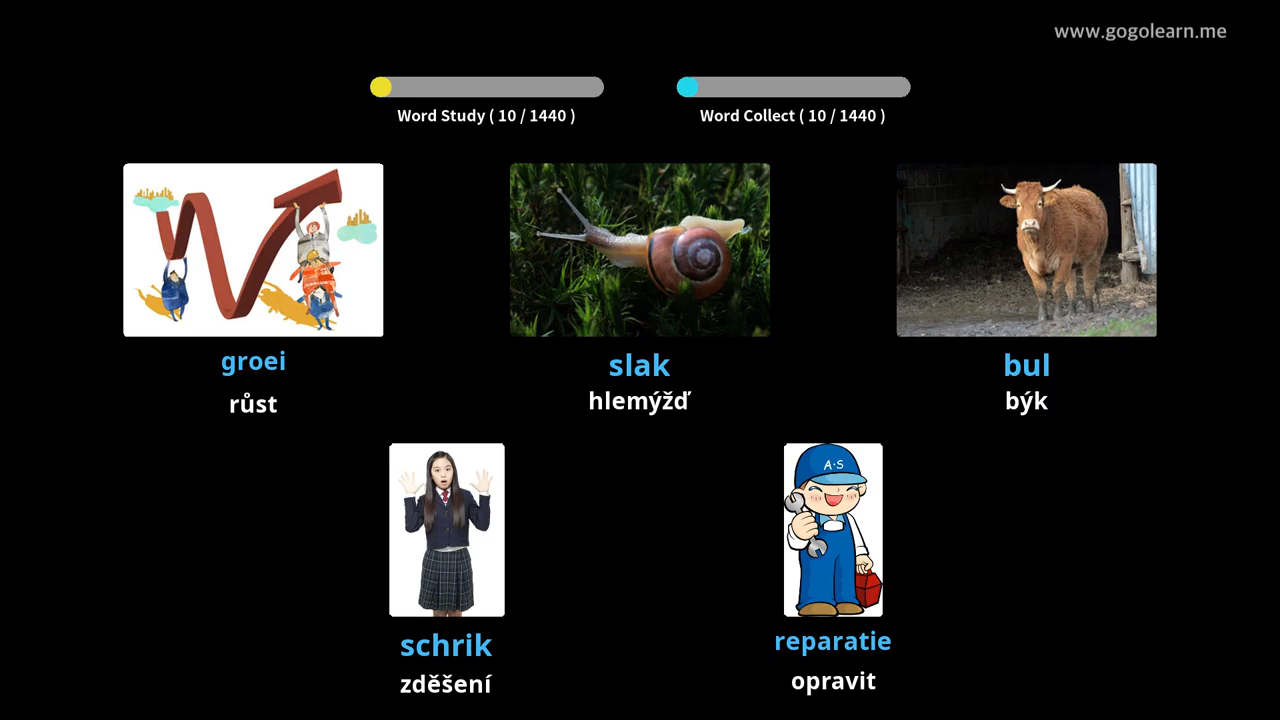 www.gogolearn.me
Word Study ( 10 / 1440 )
Word Collect ( 10 / 1440 )
groei
růst
slak
hlemýžď
bul
býk
A·S
schrik
zděšení
reparatie
opravit